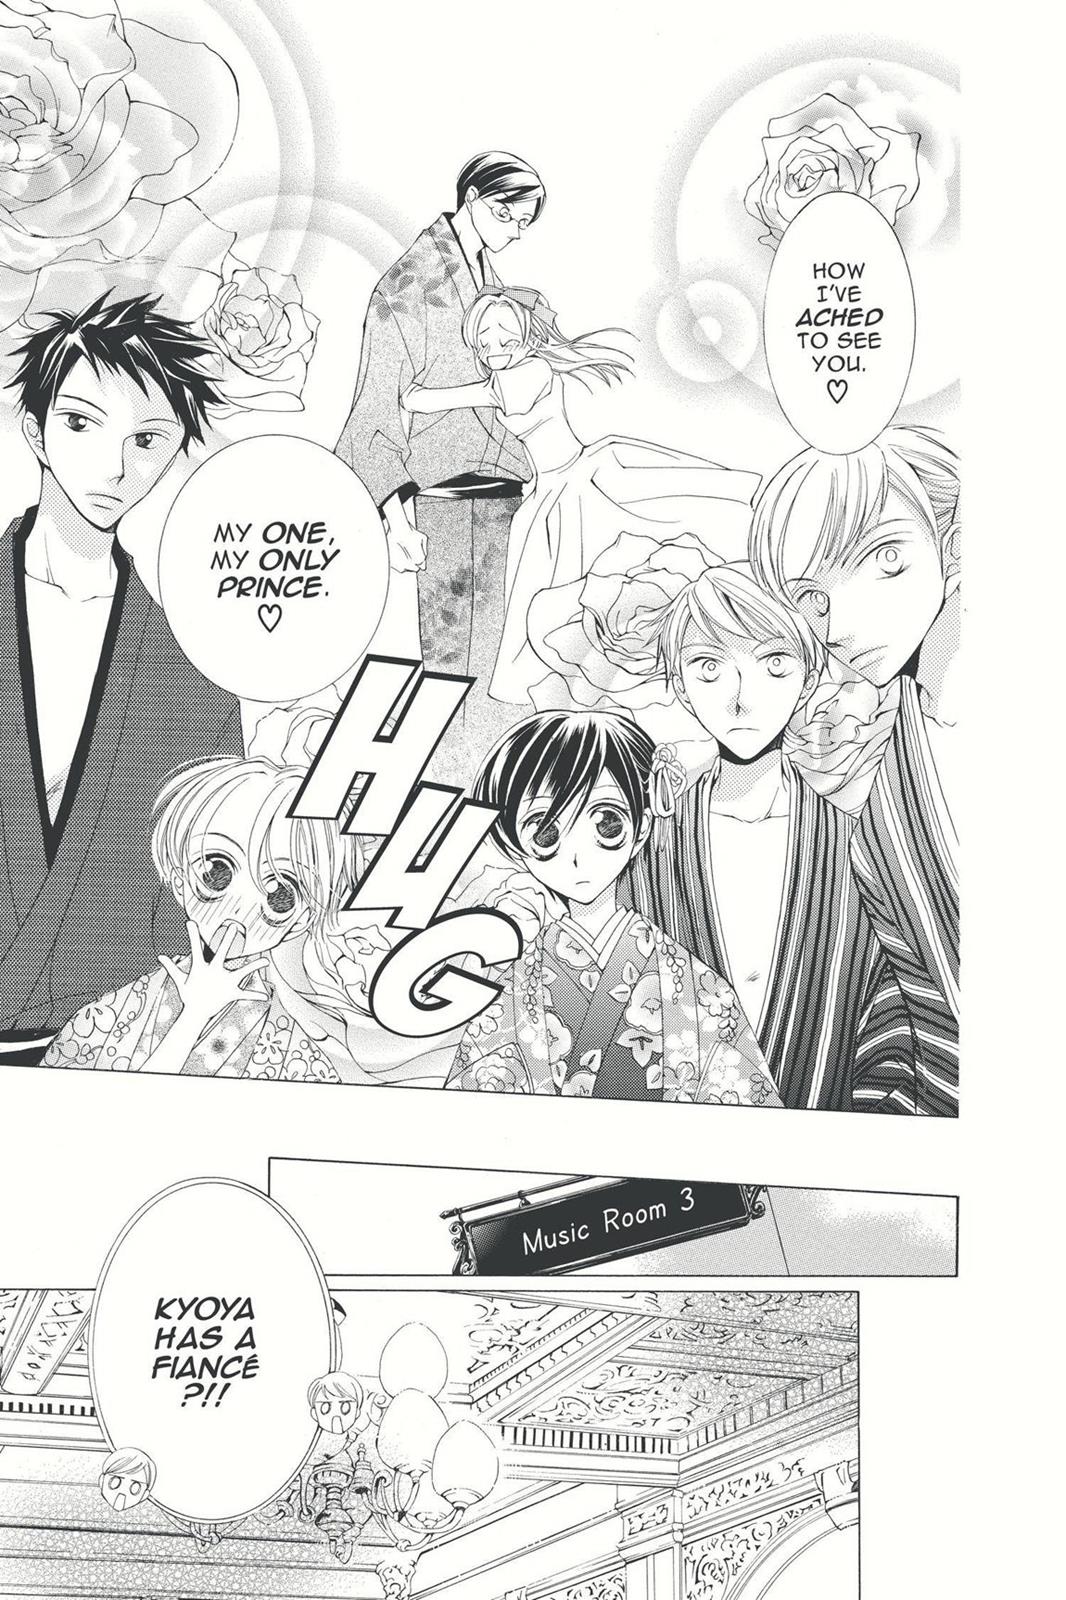 HOW
I'VE
ACHED
TO SEE
YOU.
♡
MY ONE,
MY ONLY
PRINCE.
♡
HUG
Music Room 3
KYOYA
HAS A
FIANCÉ
?!!